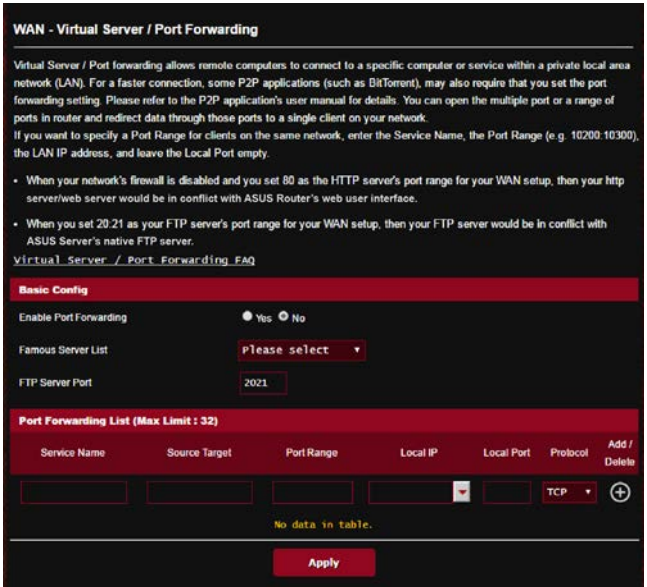 WAN - Virtual Server / Port Forwarding
Virtual Server / Port forwarding allows remote computers to connect to a specific computer or service within a private local area
network (LAN). For a faster connection, some P2P applications (such as BitTorrent), may also require that you set the port
forwarding setting. Please refer to the P2P application's user manual for details. You can open the multiple port or a range of
ports in router and redirect data through those ports to a single client on your network.
If you want to specify a Port Range for clients on the same network, enter the Service Name, the Port Range (e.g. 10200:10300),
the LAN IP address, and leave the Local Port empty.
• When your network's firewall is disabled and you set 80 as the HTTP server's port range for your WAN setup, then your http
server/web server would be in conflict with ASUS Router's web user interface.
• When you set 20:21 as your FTP server's port range for your WAN setup, then your FTP server would be in conflict with
ASUS Server's native FTP server.
Virtual Server / Port Forwarding FAQ
Basic Config
Enable Port Forwarding Yes No
Famous Server List Please select
FTP Server Port 2021
Port Forwarding List (Max Limit : 32)
Service Name Source Target Port Range Local IP Local Port Protocol Add / Delete
TCP
No data in table.
Apply